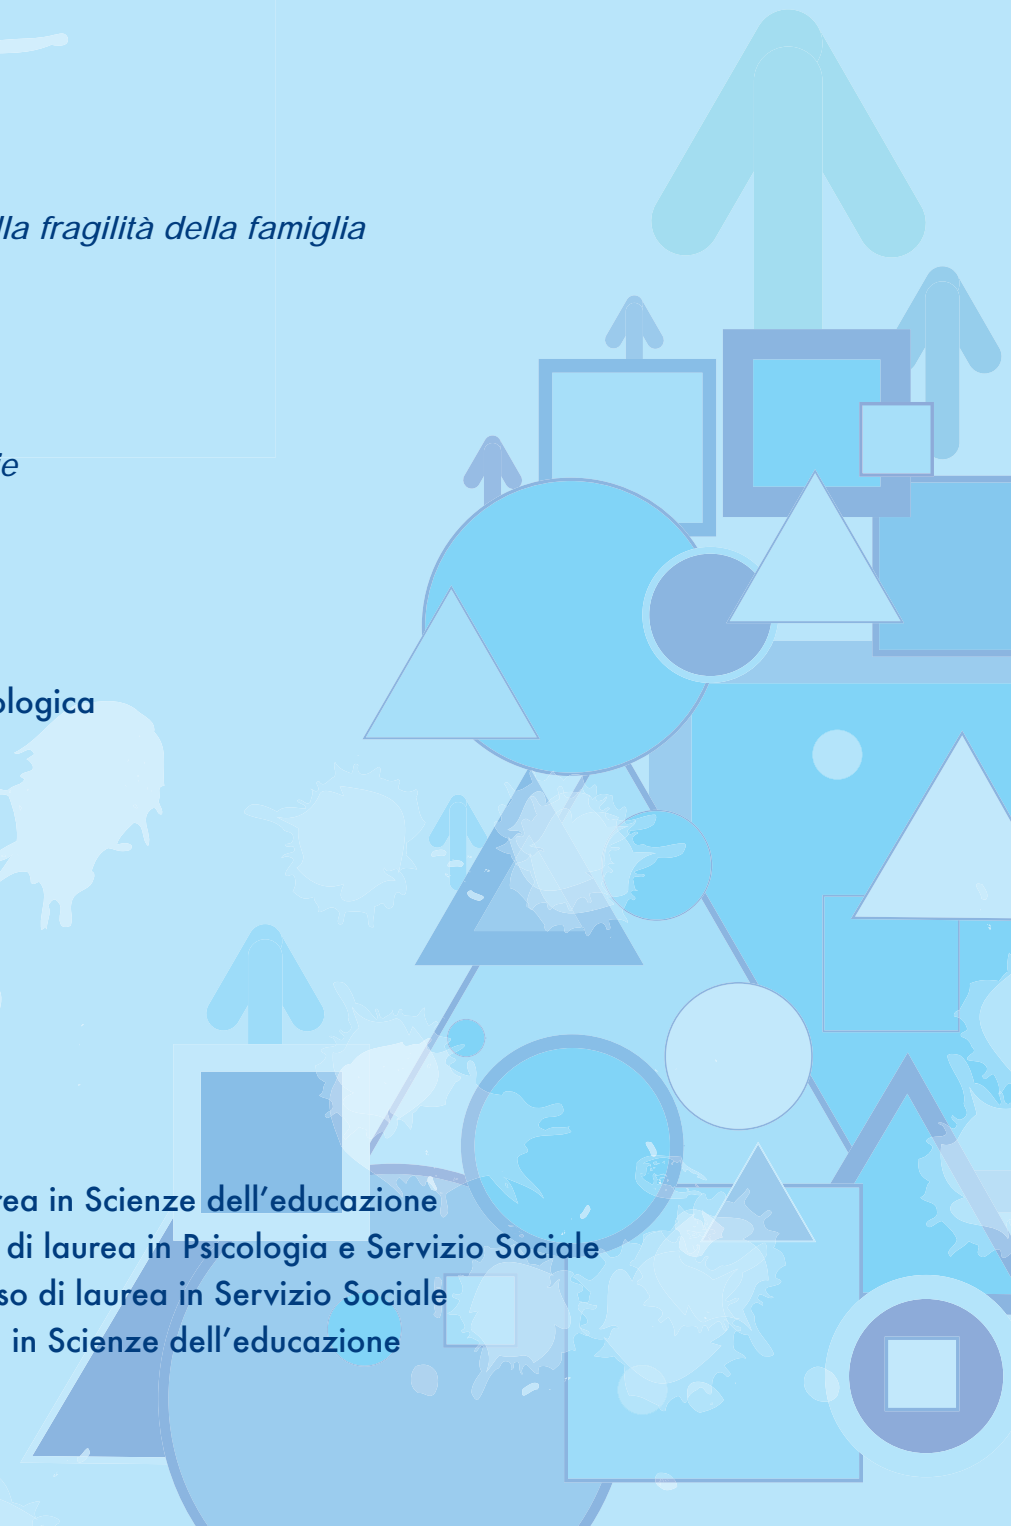 lla fragilità della famiglia
ie
ologica
rea in Scienze dell’educazione
di laurea in Psicologia e Servizio Sociale
so di laurea in Servizio Sociale
in Scienze dell’educazione